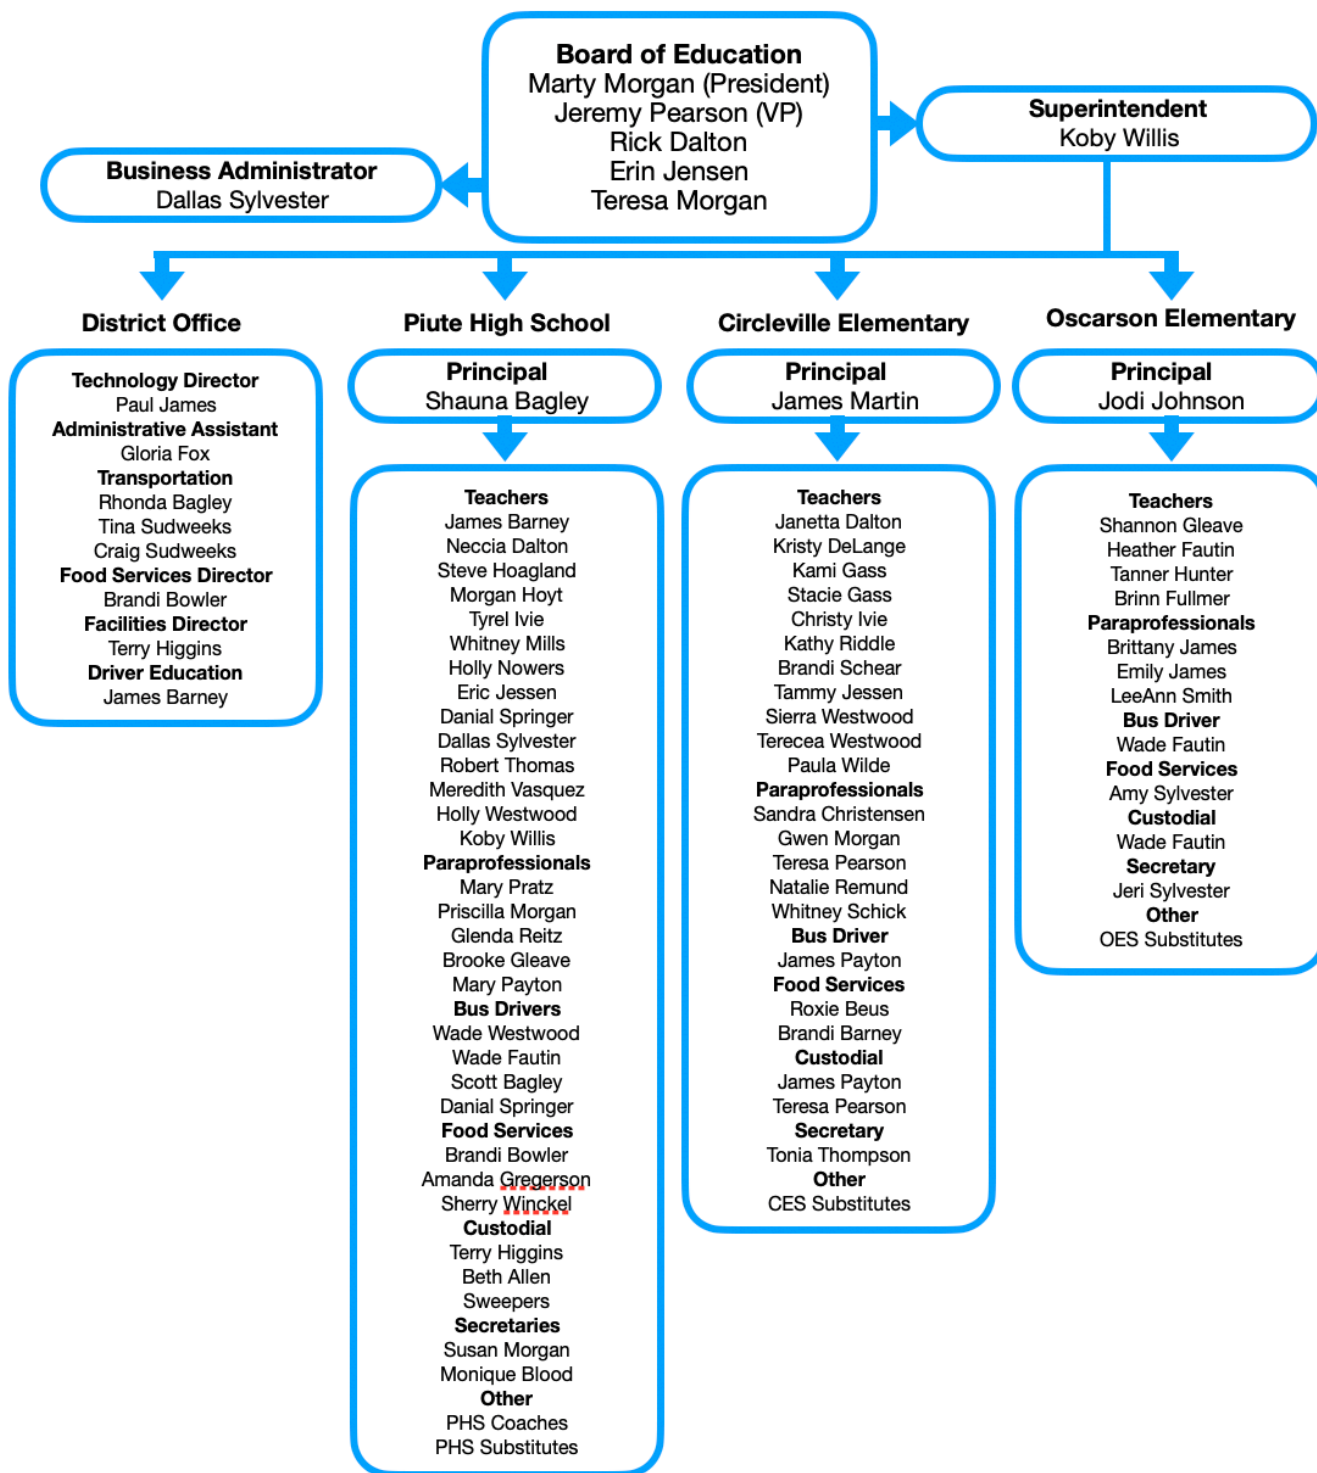 Board of Education
Marty Morgan (President)
Jeremy Pearson (VP)
Rick Dalton
Erin Jensen
Teresa Morgan
Superintendent
Koby Willis
Business Administrator
Dallas Sylvester
District Office
Technology Director
Paul James
Administrative Assistant
Gloria Fox
Transportation
Rhonda Bagley
Tina Sudweeks
Craig Sudweeks
Food Services Director
Brandi Bowler
Facilities Director
Terry Higgins
Driver Education
James Barney
Piute High School
Principal
Shauna Bagley
Teachers
James Barney
Neccia Dalton
Steve Hoagland
Morgan Hoyt
Tyrel Ivie
Whitney Mills
Holly Nowers
Eric Jessen
Danial Springer
Dallas Sylvester
Robert Thomas
Meredith Vasquez
Holly Westwood
Koby Willis
Paraprofessionals
Mary Pratz
Priscilla Morgan
Glenda Reitz
Brooke Gleave
Mary Payton
Bus Drivers
Wade Westwood
Wade Fautin
Scott Bagley
Danial Springer
Food Services
Brandi Bowler
Amanda Gregerson
Sherry Winckel
Custodial
Terry Higgins
Beth Allen
Sweepers
Secretaries
Susan Morgan
Monique Blood
Other
PHS Coaches
PHS Substitutes
Circleville Elementary
Principal
James Martin
Teachers
Janetta Dalton
Kristy DeLange
Kami Gass
Stacie Gass
Christy Ivie
Kathy Riddle
Brandi Schear
Tammy Jessen
Sierra Westwood
Terecea Westwood
Paula Wilde
Paraprofessionals
Sandra Christensen
Gwen Morgan
Teresa Pearson
Natalie Remund
Whitney Schick
Bus Driver
James Payton
Food Services
Roxie Beus
Brandi Barney
Custodial
James Payton
Teresa Pearson
Secretary
Tonia Thompson
Other
CES Substitutes
Oscarson Elementary
Principal
Jodi Johnson
Teachers
Shannon Gleave
Heather Fautin
Tanner Hunter
Brinn Fullmer
Paraprofessionals
Brittany James
Emily James
LeeAnn Smith
Bus Driver
Wade Fautin
Food Services
Amy Sylvester
Custodial
Wade Fautin
Secretary
Jeri Sylvester
Other
OES Substitutes